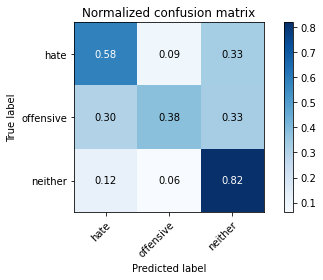 Normalized confusion matrix
True label
hate
0.58 0.09 0.33
offensive
0.30 0.38 0.33
neither
0.12 0.06 0.82
hate offensive neither
Predicted label
0.8
0.7
0.6
0.5
0.4
0.3
0.2
0.1